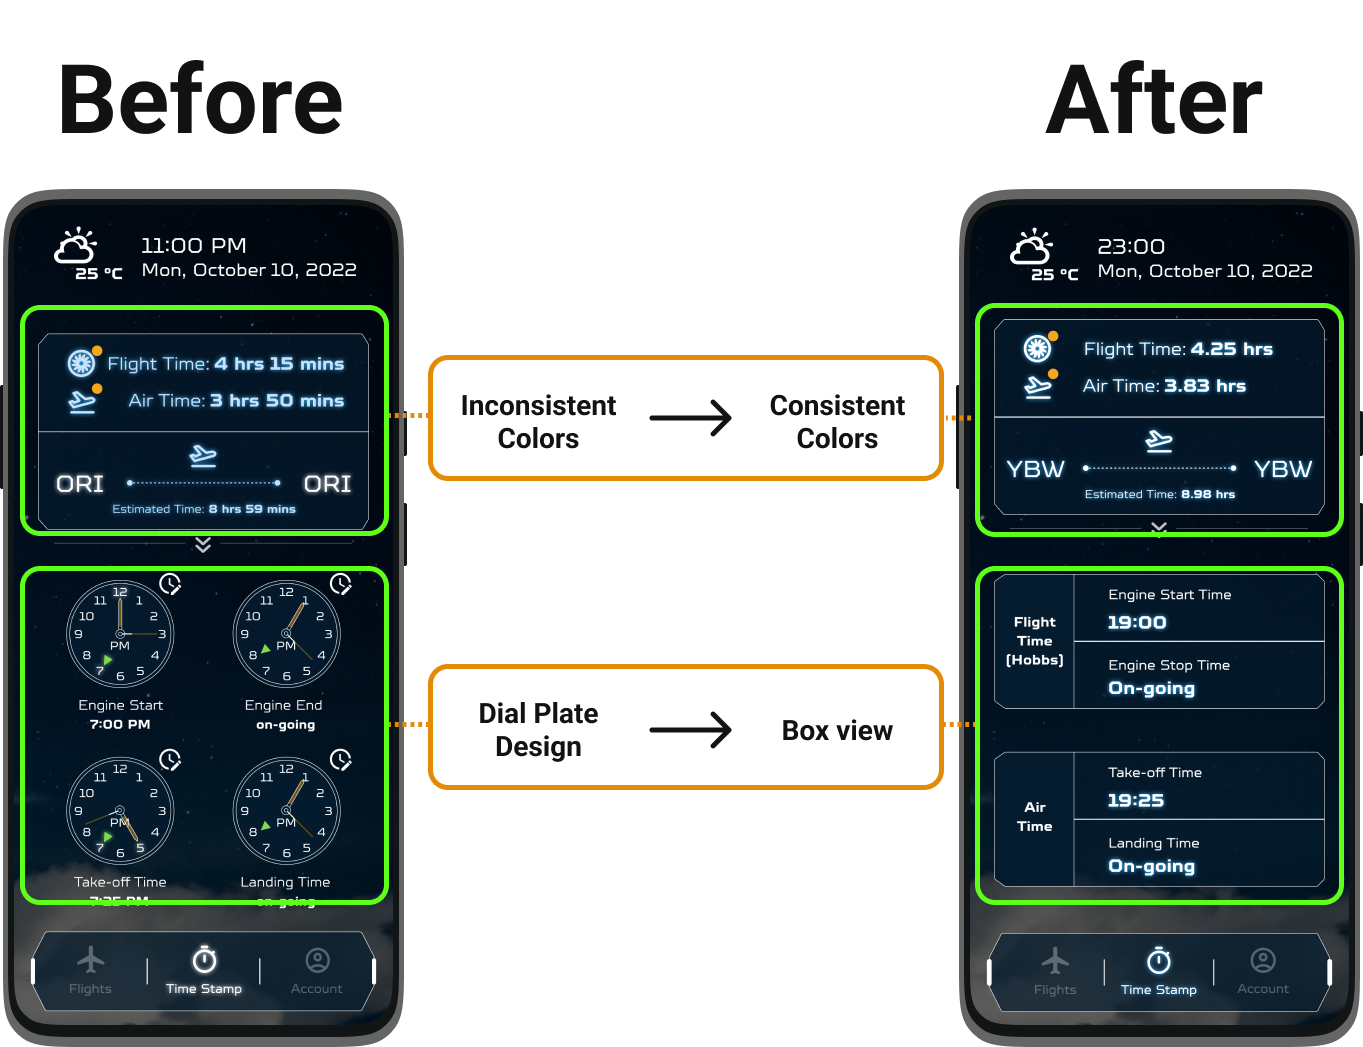 Before
After
11:00 PM
25 °C
Mon, October 10, 2022
Flight Time: 4 hrs 15 mins
Air Time: 3 hrs 50 mins
ORI
ORI
Estimated Time: 8 hrs 59 mins
12
1
2
3
4
5
6
7
8
9
10
11
PM
Engine Start
7:00 PM
12
1
2
3
4
5
6
7
8
9
10
11
PM
Engine End
on-going
12
1
2
3
4
5
6
7
8
9
10
11
PM
Take-off Time
7:25 PM
12
1
2
3
4
5
6
7
8
9
10
11
PM
Landing Time
on-going
Flights
Time Stamp
Account
Inconsistent
Colors
Consistent
Colors
Dial Plate
Design
Box view
23:00
25 °C
Mon, October 10, 2022
Flight Time: 4.25 hrs
Air Time: 3.83 hrs
YBW
YBW
Estimated Time: 8.98 hrs
Flight
Time
(Hobbs)
Engine Start Time
19:00
Engine Stop Time
On-going
Air
Time
Take-off Time
19:25
Landing Time
On-going
Flights
Time Stamp
Account